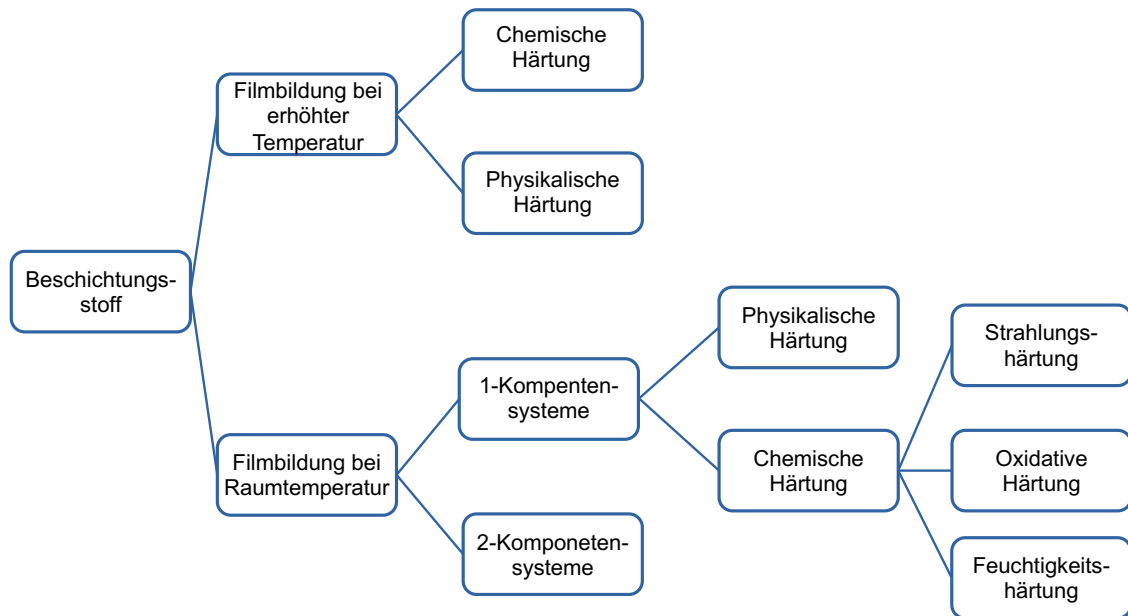 Beschichtungs-
stoff
Filmbildung bei
erhöhter
Temperatur
Chemische
Härtung
Physikalische
Härtung
Filmbildung bei
Raumtemperatur
1-Kompenten-
systeme
Physikalische
Härtung
Chemische
Härtung
Strahlungs-
härtung
Oxidative
Härtung
Feuchtigkeits-
härtung
2-Komponeten-
systeme